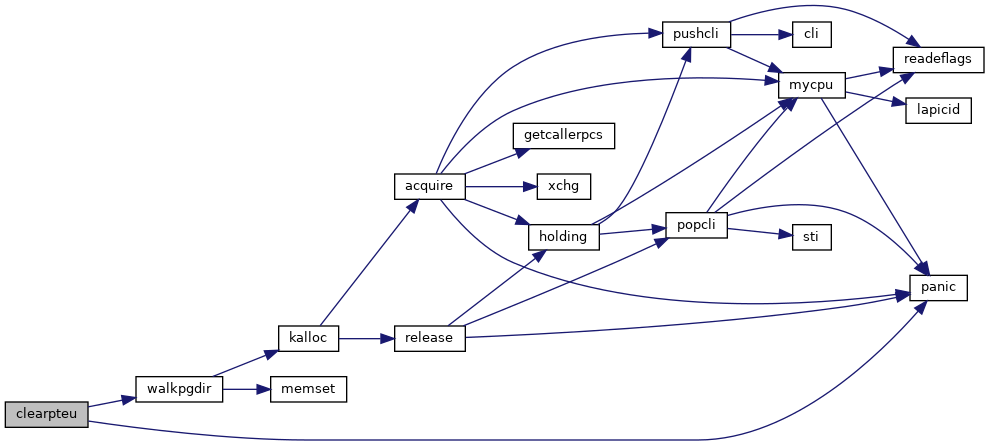 pushcli
cli
readeflags
mycpu
lapicid
getcallerpcs
acquire
xchg
holding
popcli
sti
panic
kalloc
release
walkpgdir
memset
clearpteu